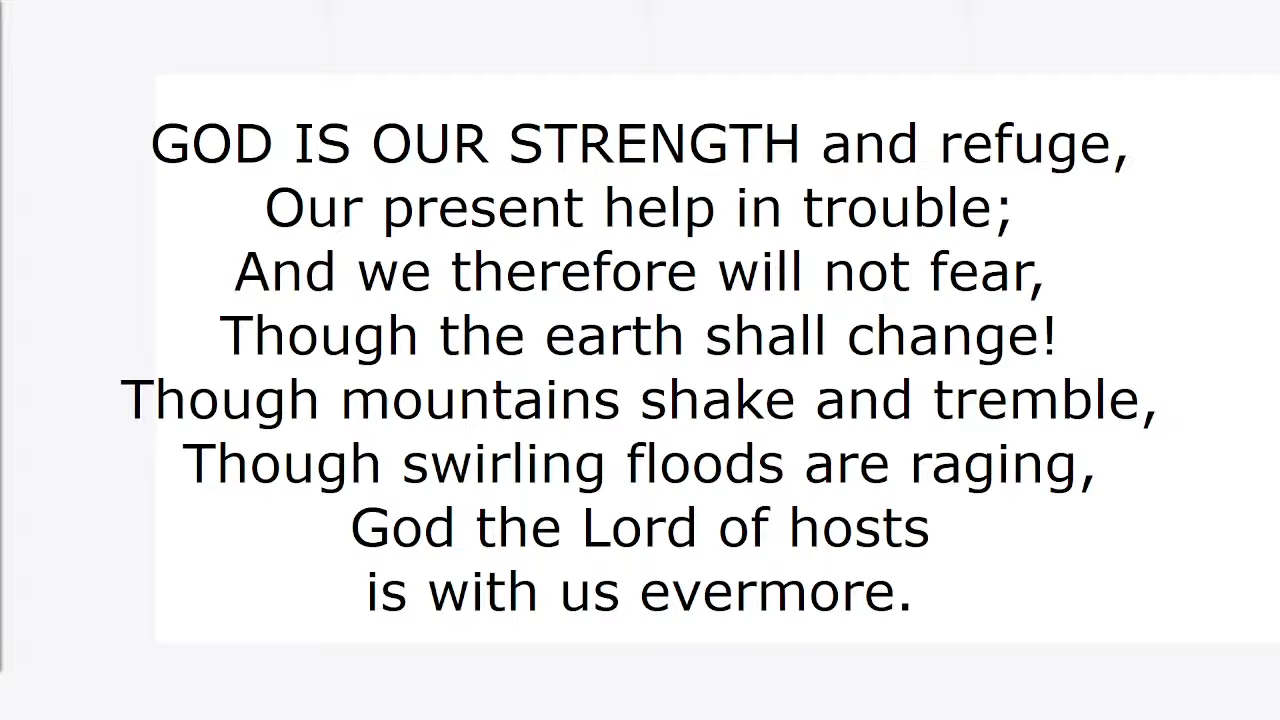 GOD IS OUR STRENGTH and refuge,
Our present help in trouble;
And we therefore will not fear,
Though the earth shall change!
Though mountains shake and tremble,
Though swirling floods are raging,
God the Lord of hosts
is with us evermore.